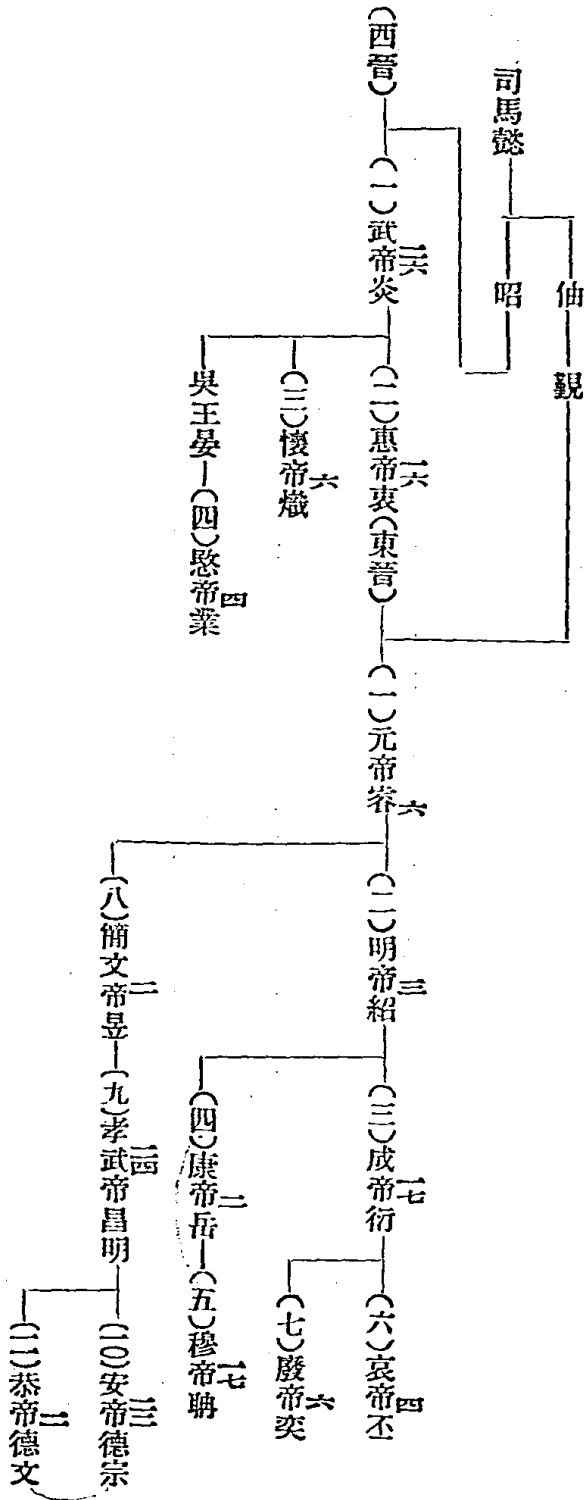 司馬懿
伷 覲
昭
(西晉)
(一)武帝炎 二六
(二)惠帝衷 一六 (東晉)
(三)懷帝熾 六
吳王晏
(四)愍帝業 四
(一)元帝睿 六
(二)明帝紹 三
(三)成帝衍 一七
(六)哀帝丕 四
(七)廢帝奕 六
(四)康帝岳 二
(五)穆帝聃 一七
(八)簡文帝昱 二
(九)孝武帝昌明 二四
(一〇)安帝德宗 二三
(一一)恭帝德文 二